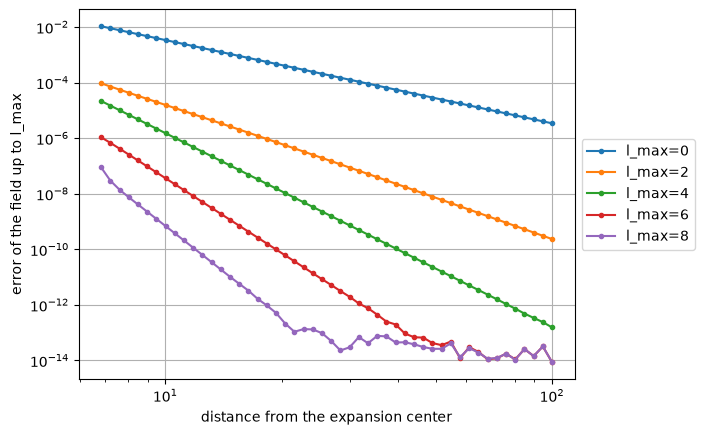 10⁻²
10⁻⁴
10⁻⁶
10⁻⁸
10⁻¹⁰
10⁻¹²
10⁻¹⁴
error of the field up to l_max
10¹
10²
distance from the expansion center
l_max=0
l_max=2
l_max=4
l_max=6
l_max=8